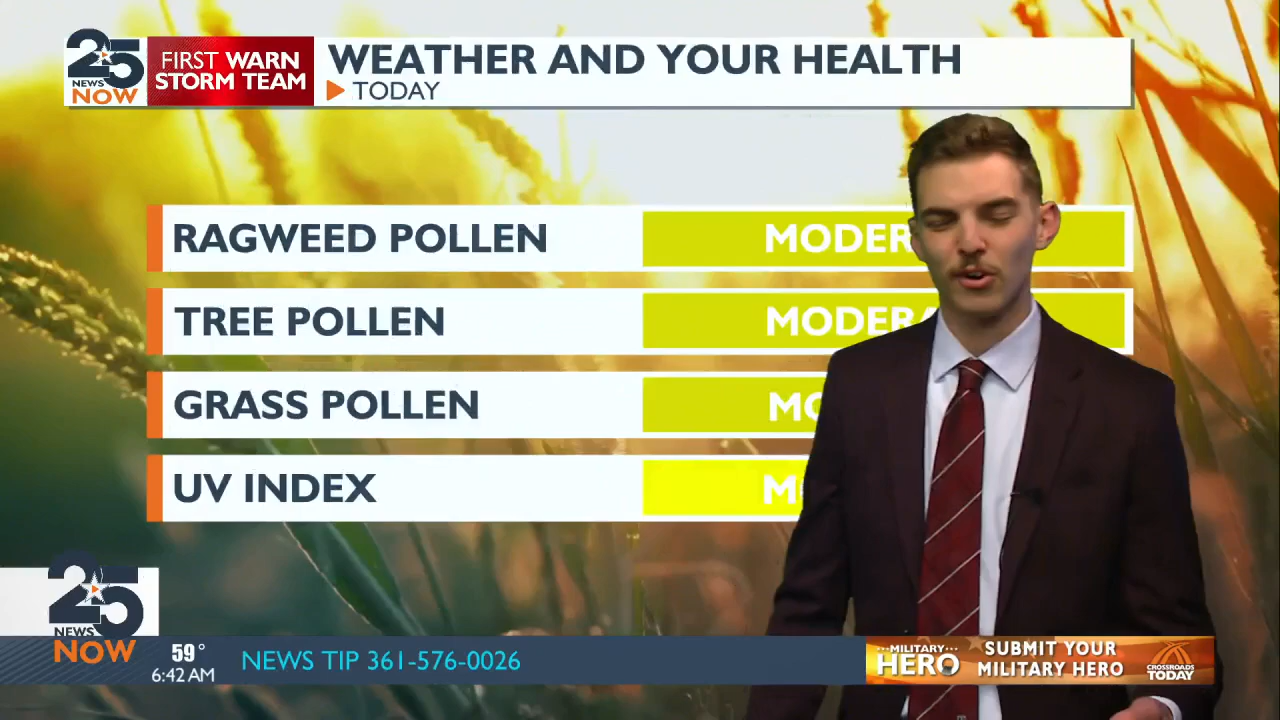 25
NEWS
NOW
FIRST WARN
STORM TEAM
WEATHER AND YOUR HEALTH
TODAY
RAGWEED POLLEN
TREE POLLEN
GRASS POLLEN
UV INDEX
25
NEWS
NOW
59°
6:42 AM
NEWS TIP 361-576-0026
MILITARY
HERO
SUBMIT YOUR
MILITARY HERO
CROSSROADS
TODAY